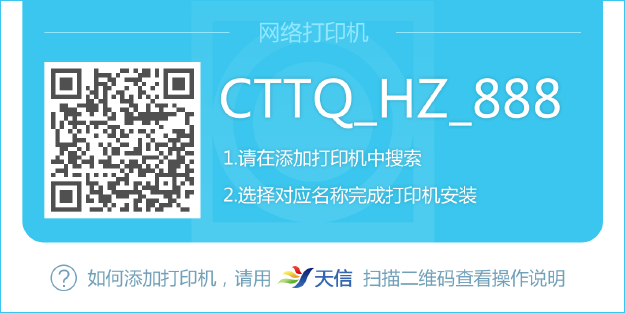 网络打印机
CTTQ_HZ_888
1.请在添加打印机中搜索
2.选择对应名称完成打印机安装
如何添加打印机，请用 天信 扫描二维码查看操作说明